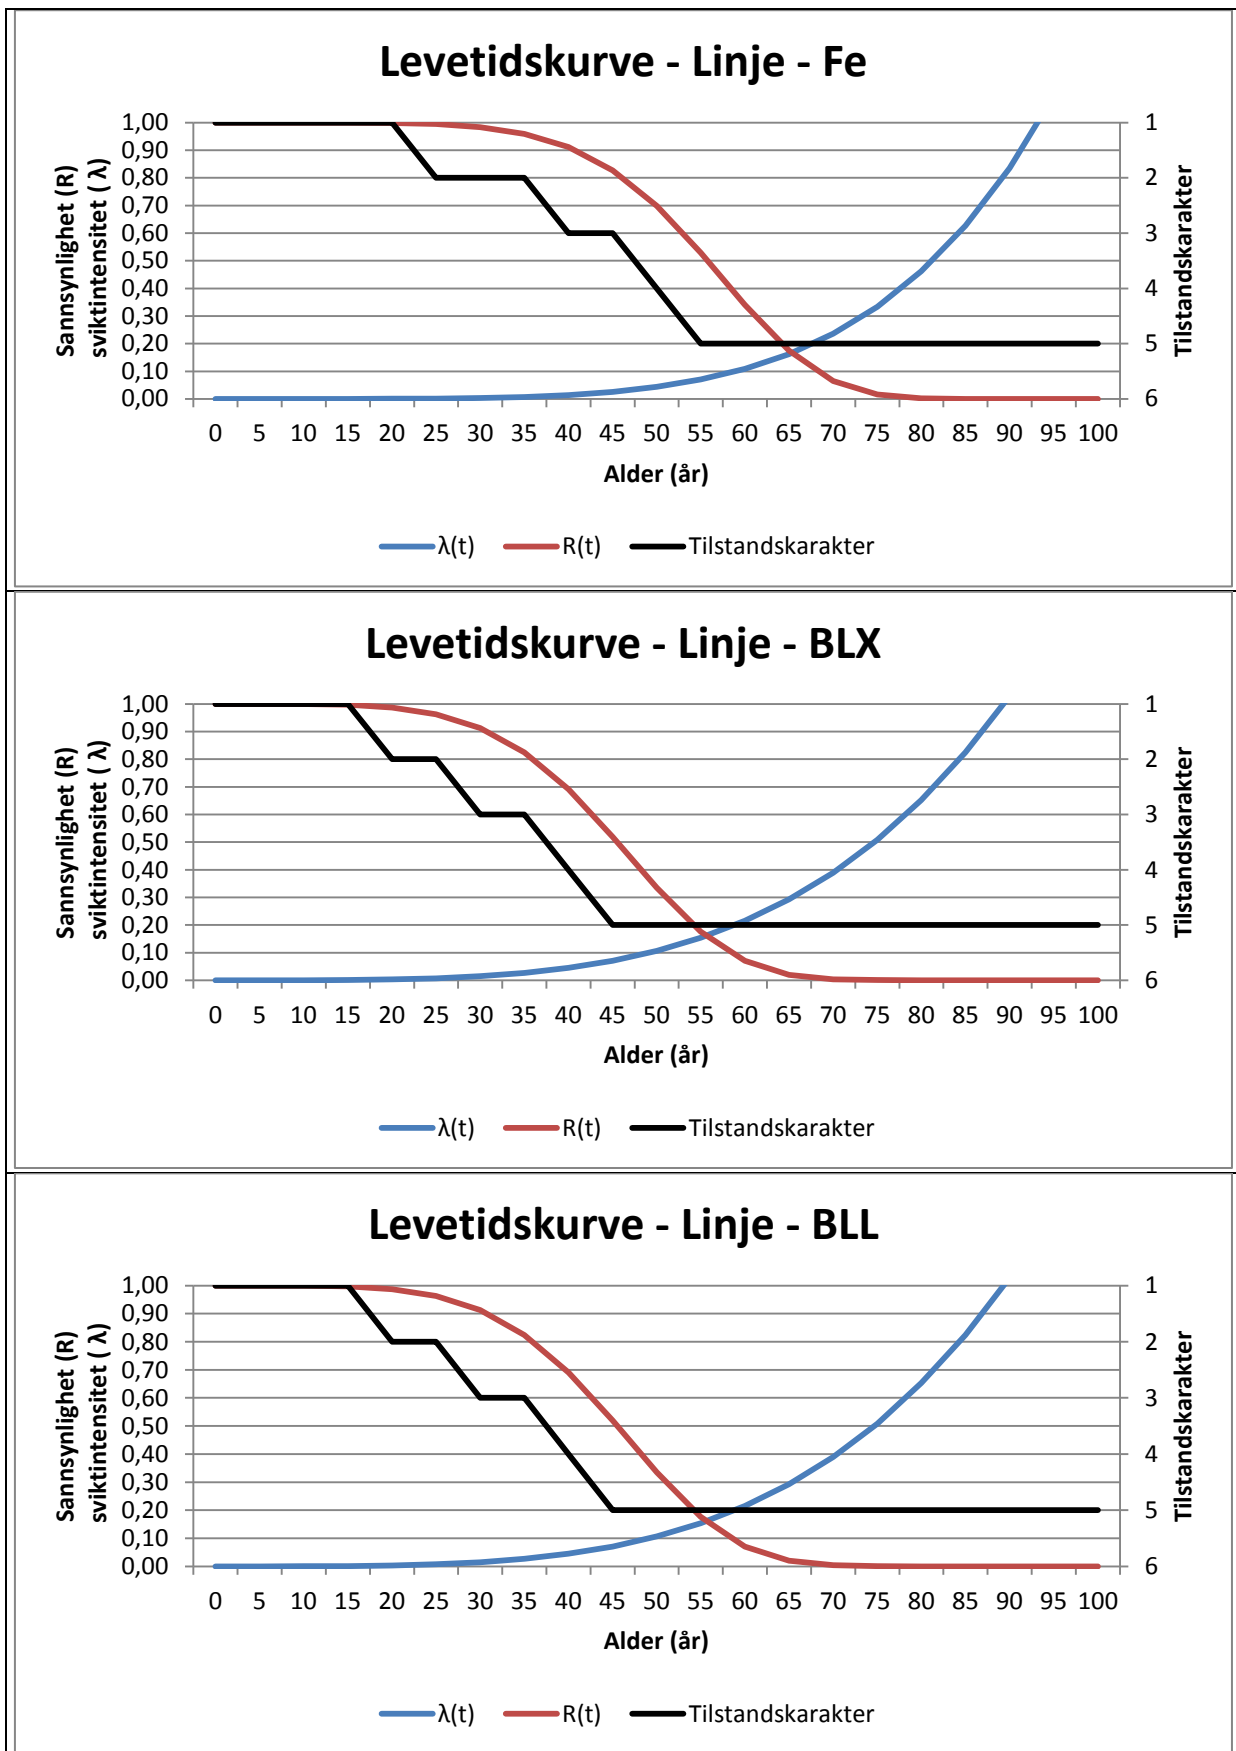 Levetidskurve - Linje - Fe
Sannsynlighet (R)
sviktintensitet ( λ)
1,00
0,90
0,80
0,70
0,60
0,50
0,40
0,30
0,20
0,10
0,00
1
2
3
4
5
6
Tilstandskarakter
0 5 10 15 20 25 30 35 40 45 50 55 60 65 70 75 80 85 90 95 100
Alder (år)
λ(t) R(t) Tilstandskarakter
Levetidskurve - Linje - BLX
Sannsynlighet (R)
sviktintensitet ( λ)
1,00
0,90
0,80
0,70
0,60
0,50
0,40
0,30
0,20
0,10
0,00
1
2
3
4
5
6
Tilstandskarakter
0 5 10 15 20 25 30 35 40 45 50 55 60 65 70 75 80 85 90 95 100
Alder (år)
λ(t) R(t) Tilstandskarakter
Levetidskurve - Linje - BLL
Sannsynlighet (R)
sviktintensitet ( λ)
1,00
0,90
0,80
0,70
0,60
0,50
0,40
0,30
0,20
0,10
0,00
1
2
3
4
5
6
Tilstandskarakter
0 5 10 15 20 25 30 35 40 45 50 55 60 65 70 75 80 85 90 95 100
Alder (år)
λ(t) R(t) Tilstandskarakter